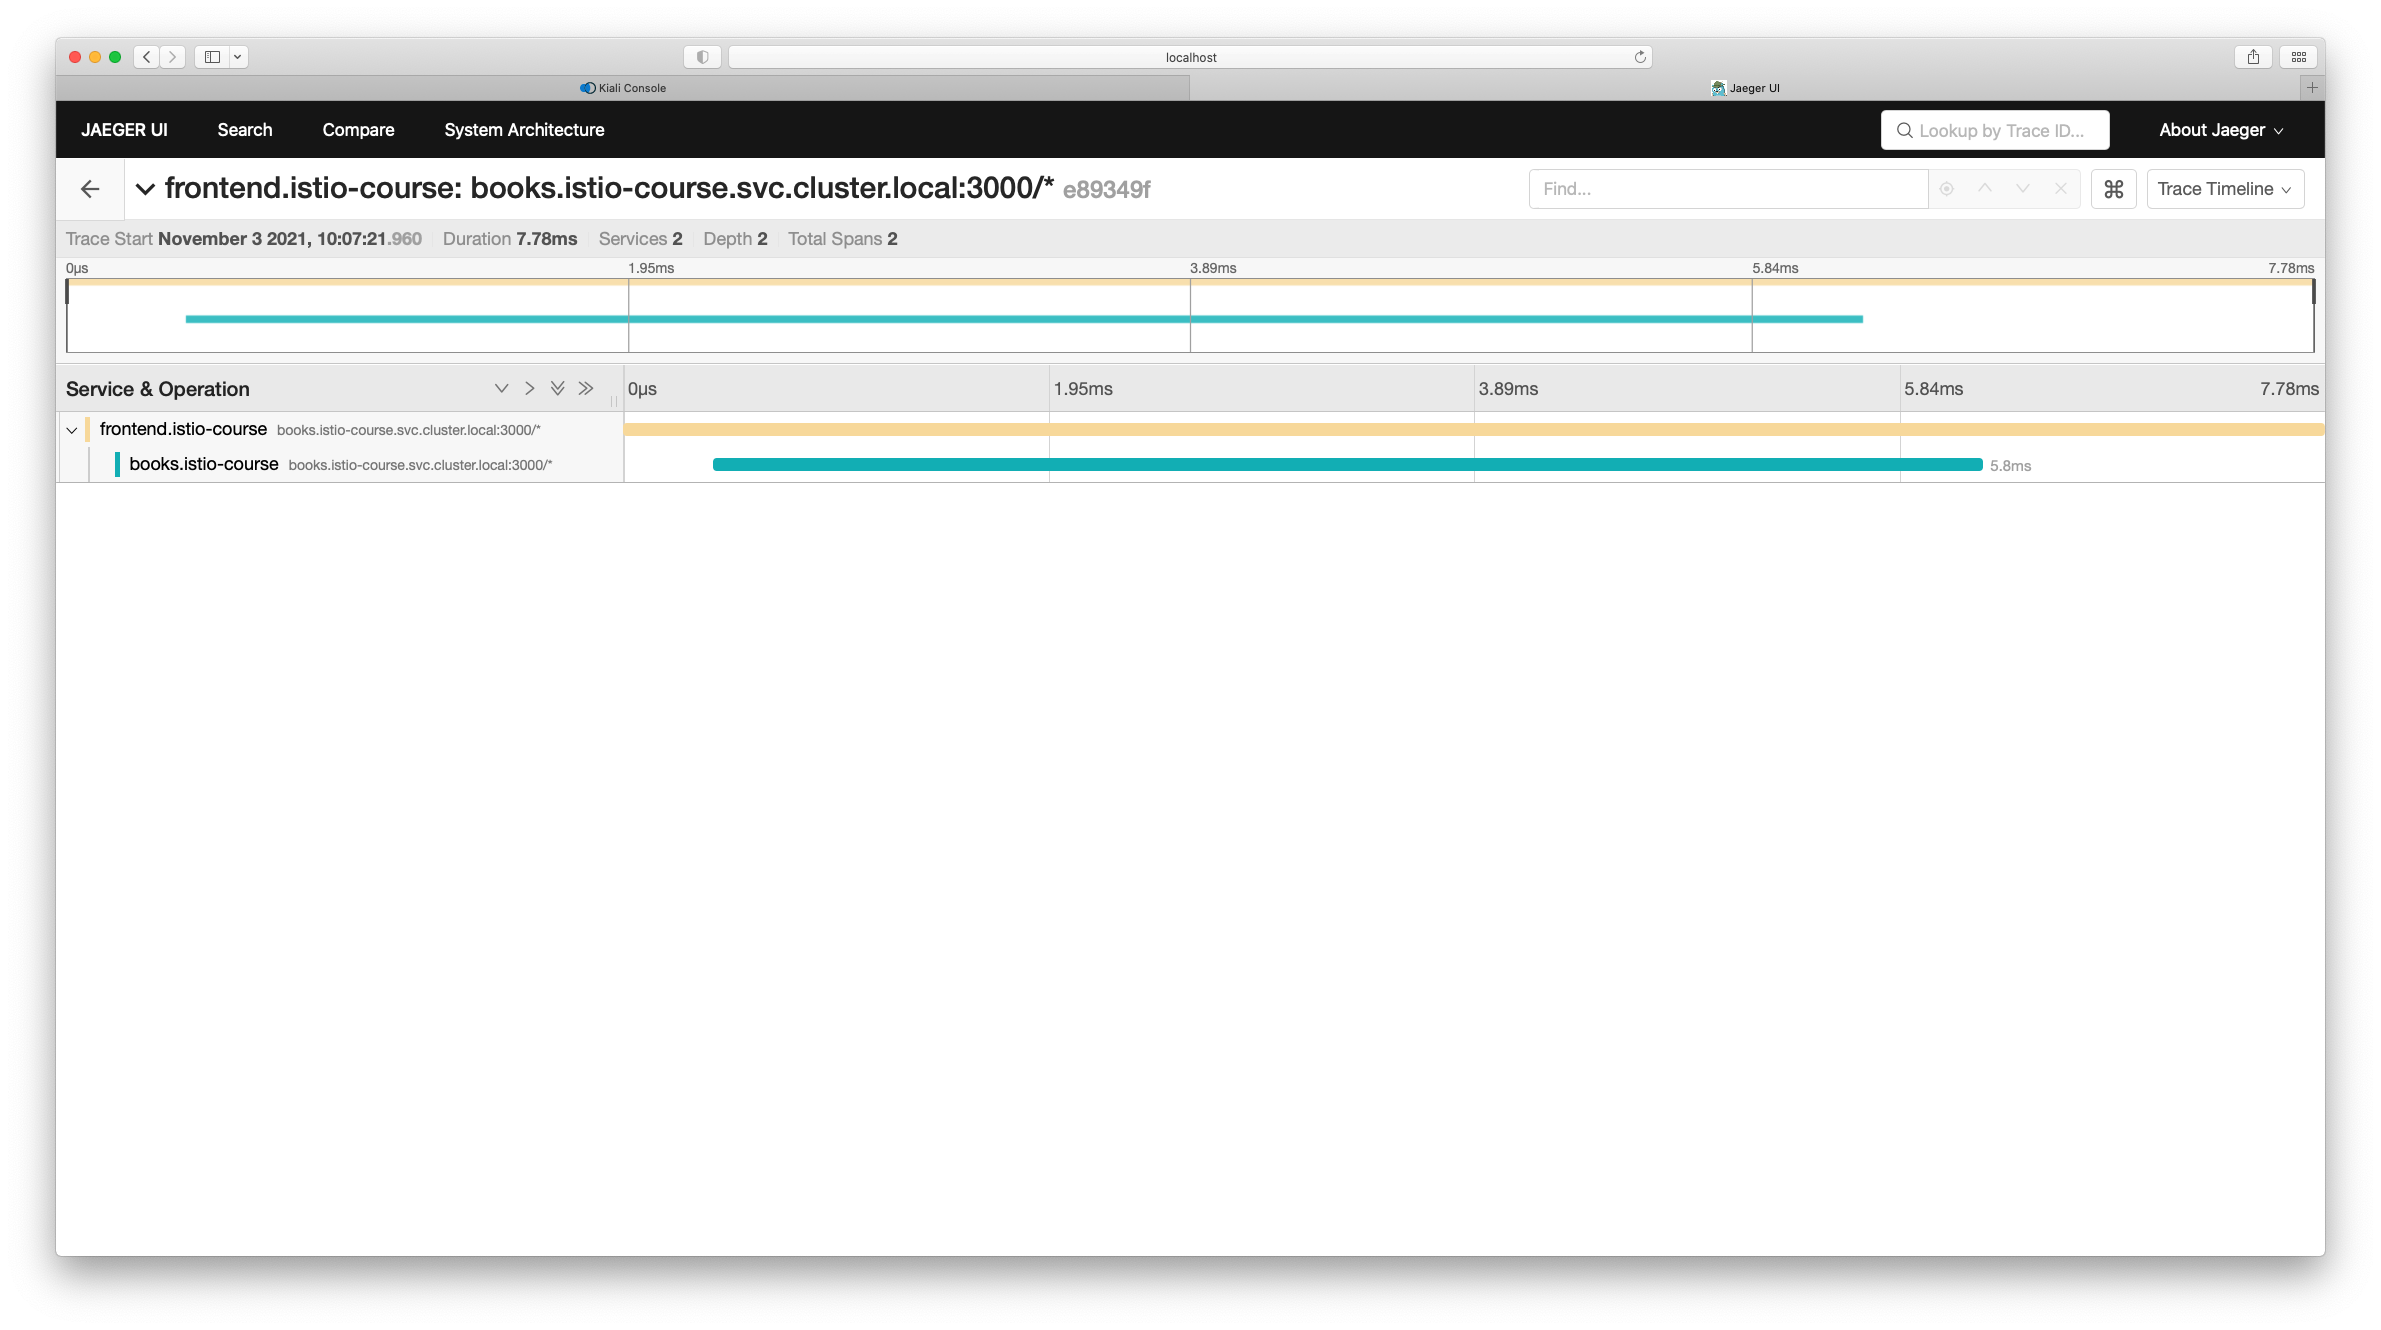 localhost
Kiali Console
Jaeger UI
JAEGER UI Search Compare System Architecture Lookup by Trace ID... About Jaeger
frontend.istio-course: books.istio-course.svc.cluster.local:3000/* e89349f Find... ⌘ Trace Timeline
Trace Start November 3 2021, 10:07:21.960 Duration 7.78ms Services 2 Depth 2 Total Spans 2
0μs 1.95ms 3.89ms 5.84ms 7.78ms
Service & Operation 0μs 1.95ms 3.89ms 5.84ms 7.78ms
frontend.istio-course books.istio-course.svc.cluster.local:3000/*
books.istio-course books.istio-course.svc.cluster.local:3000/* 5.8ms